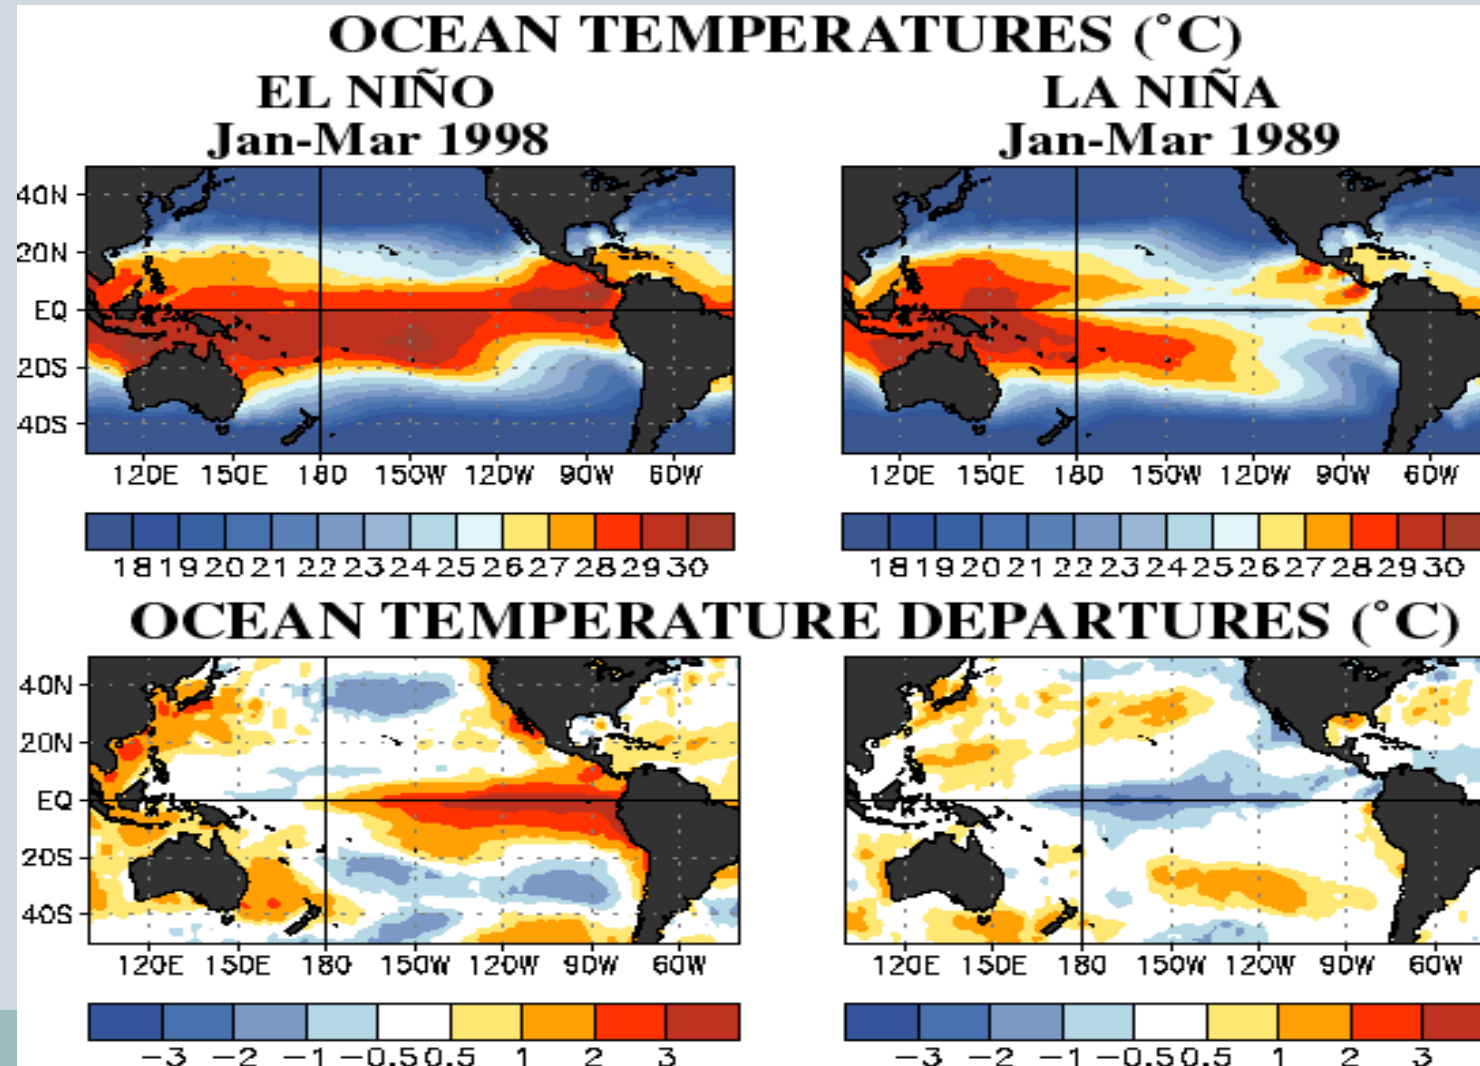 OCEAN TEMPERATURES (°C)
EL NIÑO
Jan-Mar 1998
LA NIÑA
Jan-Mar 1989
40N
20N
EQ
20S
40S
120E 150E 180 150W 120W 90W 60W
120E 150E 180 150W 120W 90W 60W
18 19 20 21 22 23 24 25 26 27 28 29 30
18 19 20 21 22 23 24 25 26 27 28 29 30
OCEAN TEMPERATURE DEPARTURES (°C)
40N
20N
EQ
20S
40S
120E 150E 180 150W 120W 90W 60W
120E 150E 180 150W 120W 90W 60W
-3 -2 -1 -0.5 0.5 1 2 3
-3 -2 -1 -0.5 0.5 1 2 3